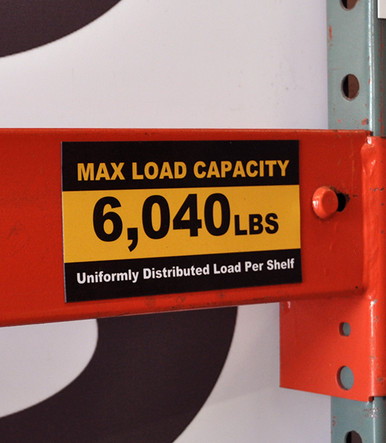 MAX LOAD CAPACITY
6,040 LBS
Uniformly Distributed Load Per Shelf